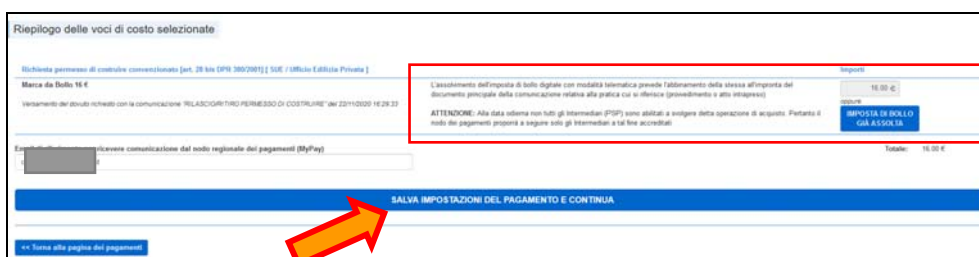 Riepilogo delle voci di costo selezionate
Richiesta permesso di costruire convenzionato [art. 28 bis DPR 380/2001] [ SUE / Ufficio Edilizia Privata ]
Importi
Marca da Bollo 16 €
Versamento del dovuto richiesto con la comunicazione "RILASCIO/RITIRO PERMESSO DI COSTRUIRE" del 22/11/2020 16:29:33
L'assolvimento dell'imposta di bollo digitale con modalità telematica prevede l'abbinamento della stessa all'impronta del
documento principale della comunicazione relativa alla pratica cui si riferisce (provvedimento o atto intrapreso)
ATTENZIONE: Alla data odierna non tutti gli Intermediari (PSP) sono abilitati a svolgere detta operazione di acquisto. Pertanto il
nodo dei pagamenti proporrà a seguire solo gli Intermediari a tal fine accreditati
16.00 €
oppure
IMPOSTA DI BOLLO
GIÀ ASSOLTA
ricevere comunicazione dal nodo regionale dei pagamenti (MyPay)
Totale: 16.00 €
SALVA IMPOSTAZIONI DEL PAGAMENTO E CONTINUA
<< Torna alla pagina dei pagamenti